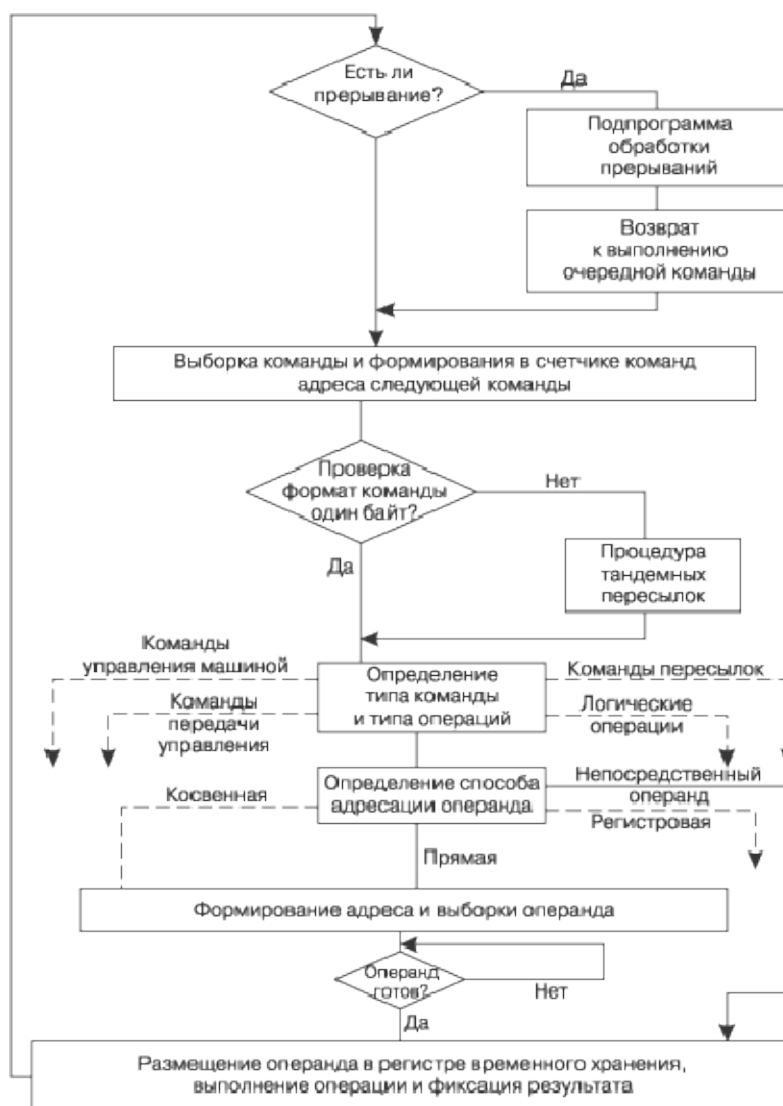 Есть ли
прерывание?
Да
Подпрограмма
обработки
прерываний
Возврат
к выполнению
очередной команды
Выборка команды и формирования в счетчике команд
адреса следующей команды
Проверка
формат команды
один байт?
Нет
Да
Процедура
тандемных
пересылок
Команды
управления машиной
Определение
типа команды
и типа операций
Команды пересылок
Команды
передачи
управления
Логические
операции
Косвенная
Определение способа
адресации операнда
Непосредственный
операнд
Регистровая
Прямая
Формирование адреса и выборки операнда
Операнд
готов?
Нет
Да
Размещение операнда в регистре временного хранения,
выполнение операции и фиксация результата